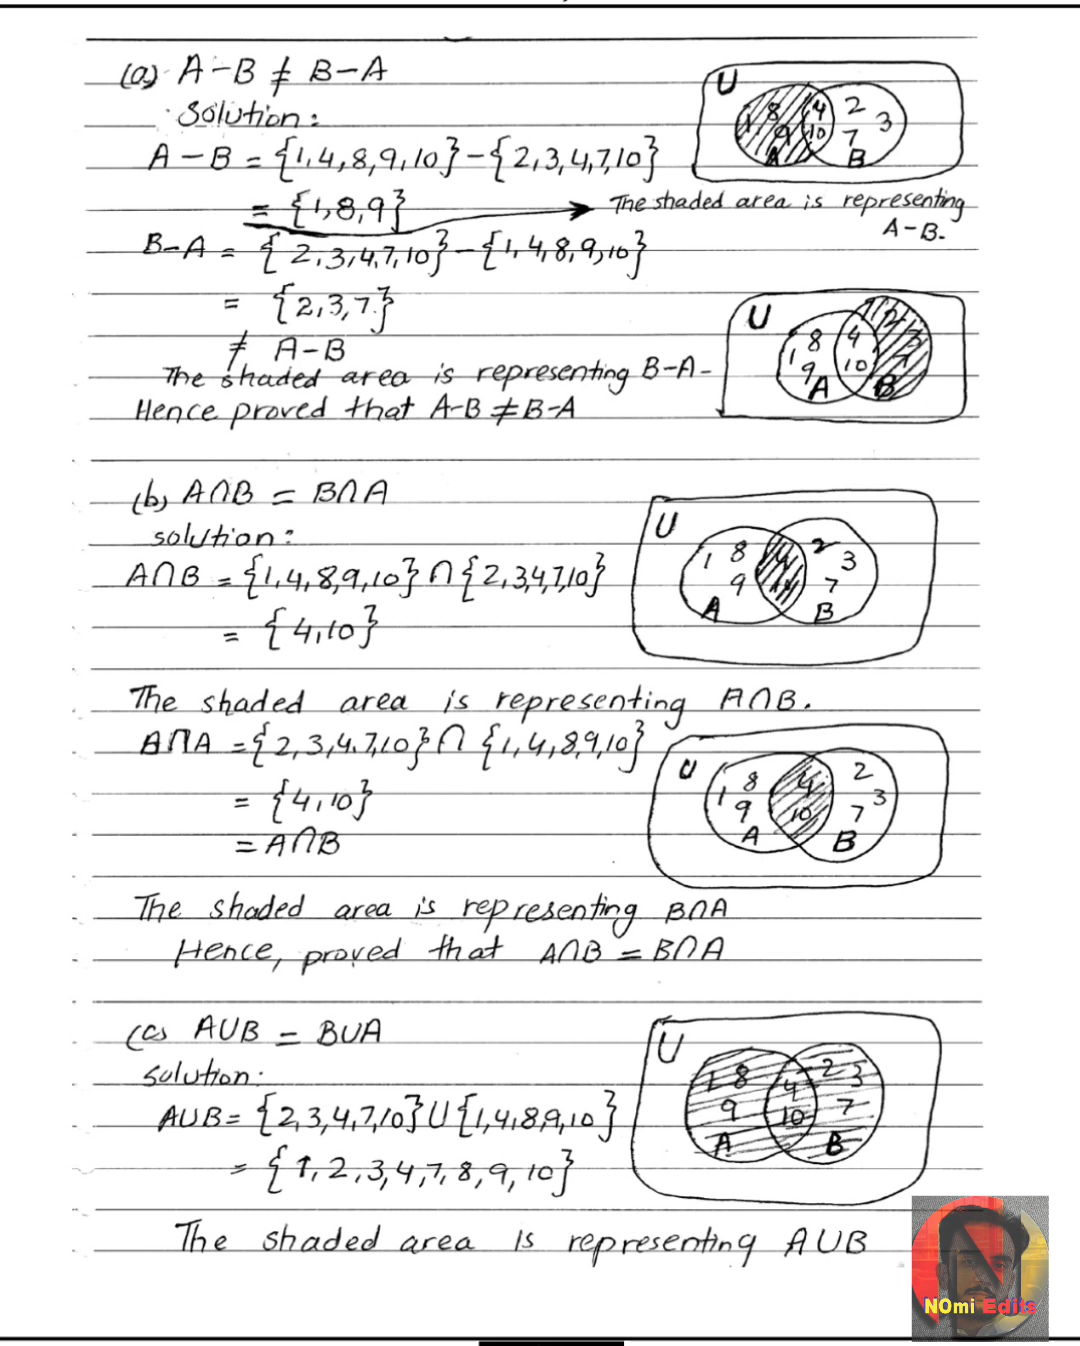 (a) A-B ≠ B-A
Solution:
A-B = {1,4,8,9,10}-{2,3,4,7,10}
= {1,8,9}
The shaded area is representing
A-B.
B-A = {2,3,4,7,10}-{1,4,8,9,10}
= {2,3,7}
≠ A-B
The shaded area is representing B-A-
Hence proved that A-B ≠ B-A
U
1 8 9 4 10 2 3 7
A B
U
1 8 9 4 10 2 3 7
A B
(b) A∩B = B∩A
solution:
A∩B = {1,4,8,9,10}∩{2,3,4,7,10}
= {4,10}
U
1 8 9 4 2 3 7
A B
The shaded area is representing A∩B.
B∩A = {2,3,4,7,10}∩{1,4,8,9,10}
= {4,10}
= A∩B
U
1 8 9 4 10 2 3 7
A B
The shaded area is representing B∩A
Hence, proved that A∩B = B∩A
(c) AUB = BUA
solution:
AUB = {2,3,4,7,10}U{1,4,8,9,10}
= {1,2,3,4,7,8,9,10}
U
1 8 9 4 10 2 3 7
A B
The shaded area is representing AUB
NOmi Edits